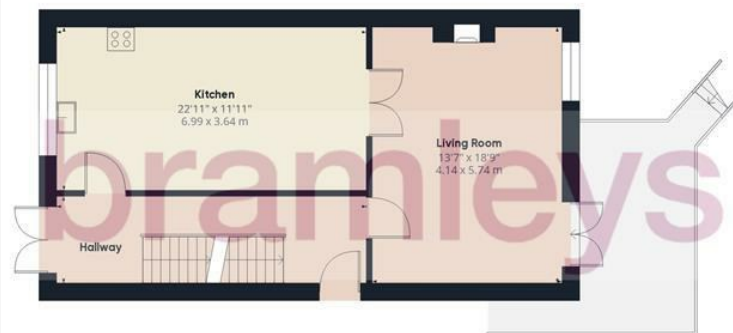 Kitchen
22'11" x 11'11"
6.99 x 3.64 m
Living Room
13'7" x 18'9"
4.14 x 5.74 m
bramleys
Hallway